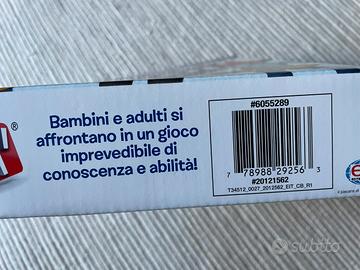 ®
Bambini e adulti si
affrontano in un gioco
imprevedibile di
conoscenza e abilità!
#6055289
7 78988 29256 3
#20121562
T34512_0027_20121562_EIT_CB_R1
subito